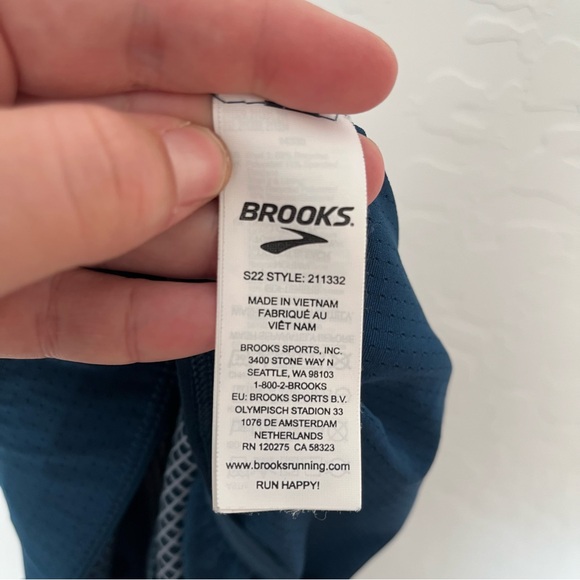 BROOKS.
S22 STYLE: 211332
MADE IN VIETNAM
FABRIQUÉ AU
VIÊT NAM
BROOKS SPORTS, INC.
3400 STONE WAY N
SEATTLE, WA 98103
1-800-2-BROOKS
EU: BROOKS SPORTS B.V.
OLYMPISCH STADION 33
1076 DE AMSTERDAM
NETHERLANDS
RN 120275 CA 58323
www.brooksrunning.com
RUN HAPPY!